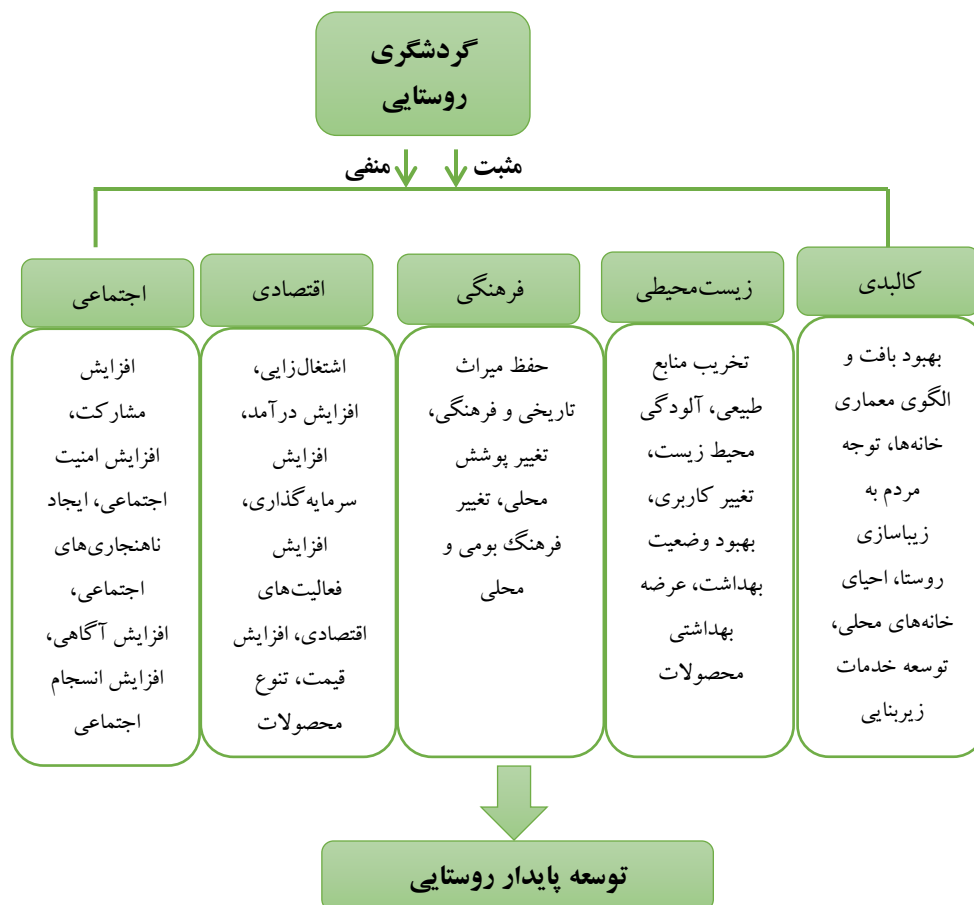 گردشگری
روستایی
مثبت
منفی
کالبدی
بهبود بافت و
الگوی معماری
خانه‌ها، توجه
مردم به
زیباسازی
روستا، احیای
خانه‌های محلی،
توسعه خدمات
زیربنایی
زیست‌محیطی
تخریب منابع
طبیعی، آلودگی
محیط زیست،
تغییر کاربری،
بهبود وضعیت
بهداشت، عرضه
بهداشتی
محصولات
فرهنگی
حفظ میراث
تاریخی و فرهنگی،
تغییر پوشش
محلی، تغییر
فرهنگ بومی و
محلی
اقتصادی
اشتغال‌زایی،
افزایش درآمد،
افزایش
سرمایه‌گذاری،
افزایش
فعالیت‌های
اقتصادی، افزایش
قیمت، تنوع
محصولات
اجتماعی
افزایش
مشارکت،
افزایش امنیت
اجتماعی، ایجاد
ناهنجاری‌های
اجتماعی،
افزایش آگاهی،
افزایش انسجام
اجتماعی
توسعه پایدار روستایی